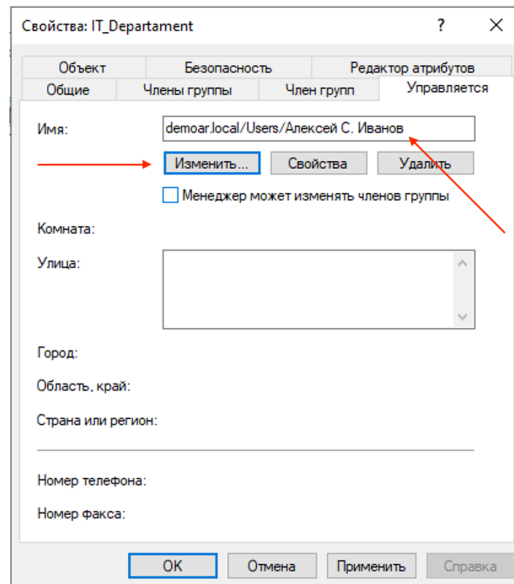 Свойства: IT_Departament ?
Объект Безопасность Редактор атрибутов
Общие Члены группы Член групп Управляется
Имя: demoar.local/Users/Алексей С. Иванов
Изменить... Свойства Удалить
Менеджер может изменять членов группы
Комната:
Улица:
Город:
Область, край:
Страна или регион:
Номер телефона:
Номер факса:
OK Отмена Применить Справка